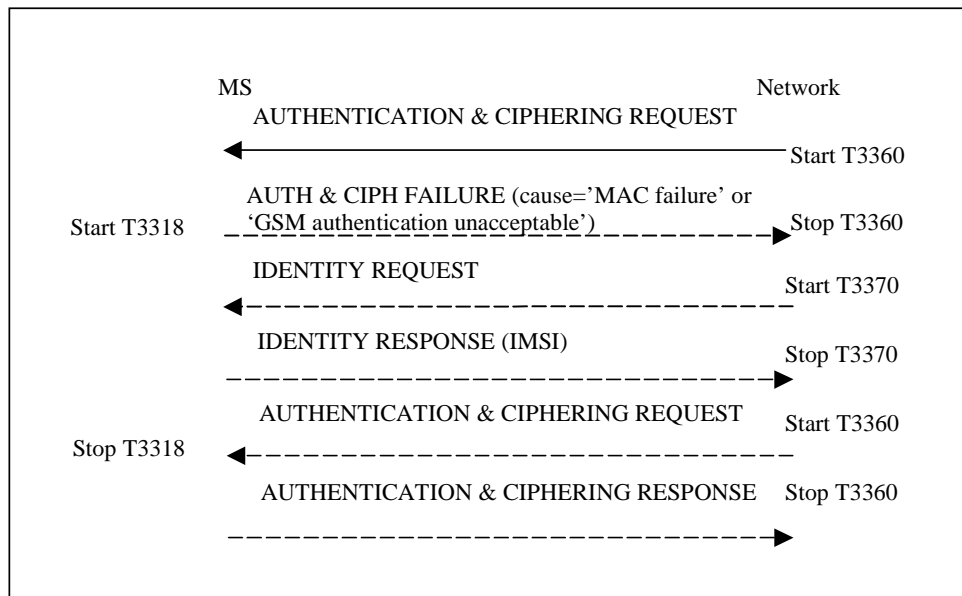 MS
Network
AUTHENTICATION & CIPHERING REQUEST
Start T3360
AUTH & CIPH FAILURE (cause=’MAC failure’ or
‘GSM authentication unacceptable’)
Start T3318
Stop T3360
IDENTITY REQUEST
Start T3370
IDENTITY RESPONSE (IMSI)
Stop T3370
AUTHENTICATION & CIPHERING REQUEST
Start T3360
Stop T3318
AUTHENTICATION & CIPHERING RESPONSE
Stop T3360